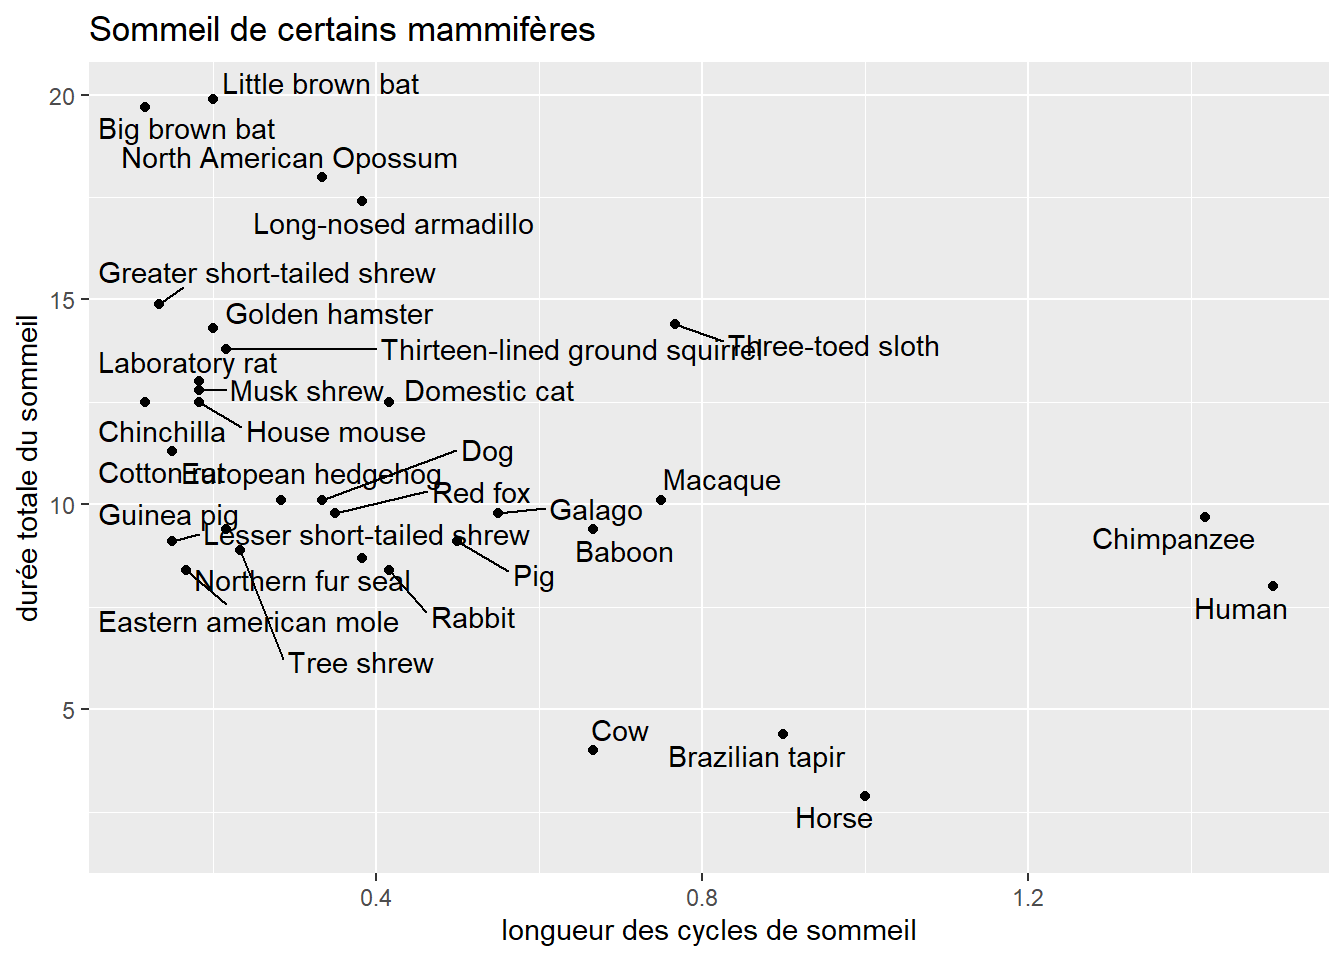 Sommeil de certains mammifères
20
15
10
5
durée totale du sommeil
Little brown bat
Big brown bat
North American Opossum
Long-nosed armadillo
Greater short-tailed shrew
Golden hamster
Thirteen-lined ground squirrel
Three-toed sloth
Laboratory rat
Musk shrew
Domestic cat
Chinchilla
House mouse
Dog
Cotton rat
European hedgehog
Macaque
Red fox
Guinea pig
Galago
Lesser short-tailed shrew
Baboon
Chimpanzee
Northern fur seal
Pig
Human
Eastern american mole
Rabbit
Tree shrew
Cow
Brazilian tapir
Horse
0.4
0.8
1.2
longueur des cycles de sommeil